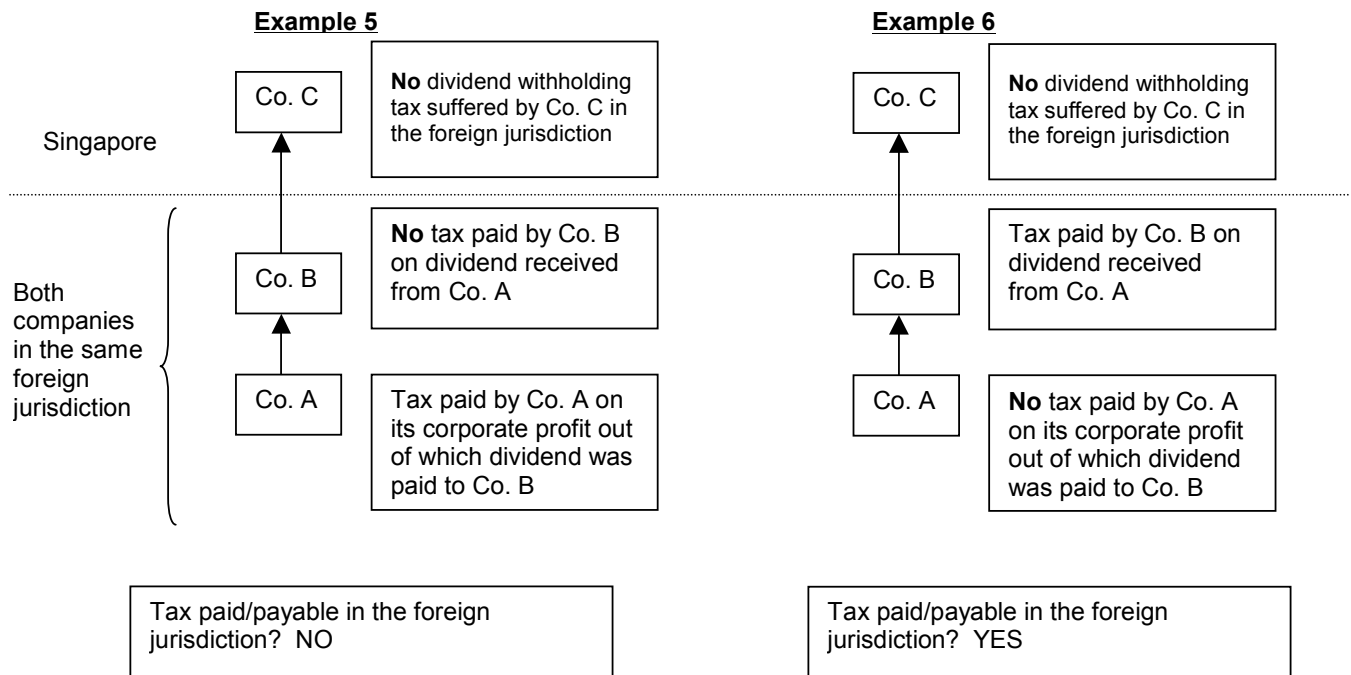 Example 5
Co. C
No dividend withholding
tax suffered by Co. C in
the foreign jurisdiction
Singapore
Co. B
No tax paid by Co. B
on dividend received
from Co. A
Both
companies
in the same
foreign
jurisdiction
Co. A
Tax paid by Co. A on
its corporate profit out
of which dividend was
paid to Co. B
Tax paid/payable in the foreign
jurisdiction? NO
Example 6
Co. C
No dividend withholding
tax suffered by Co. C in
the foreign jurisdiction
Co. B
Tax paid by Co. B on
dividend received
from Co. A
Co. A
No tax paid by Co. A
on its corporate profit
out of which dividend
was paid to Co. B
Tax paid/payable in the foreign
jurisdiction? YES